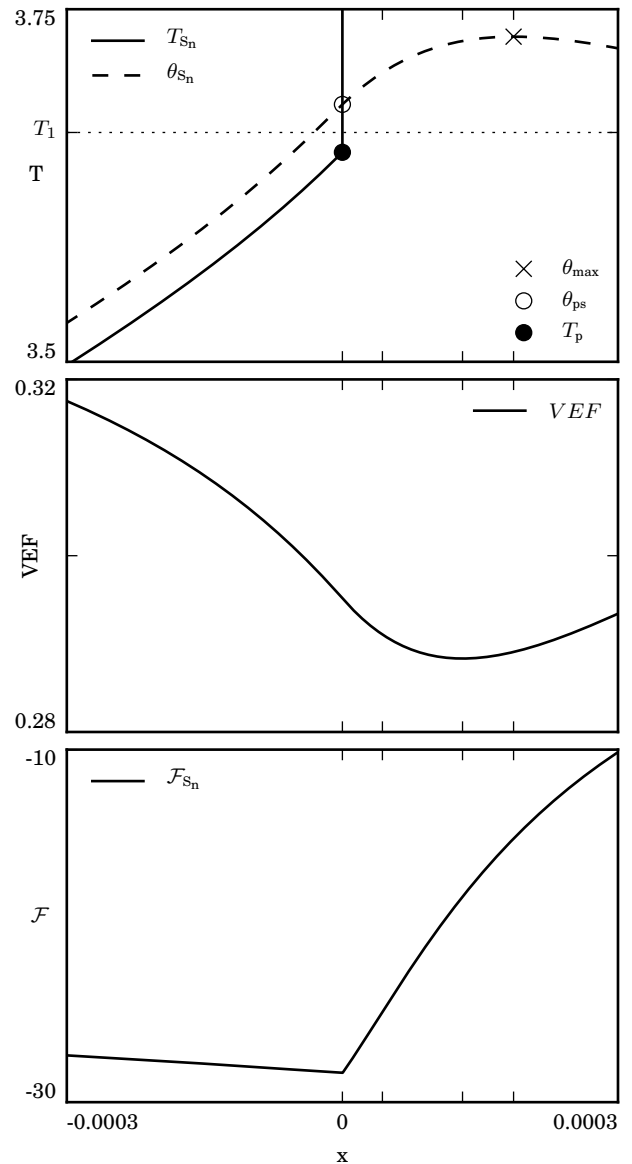 3.75
T_{S_n}
θ_{S_n}
T_1
T
θ_max
θ_ps
T_p
3.5
0.32
VEF
VEF
0.28
-10
ℱ_{S_n}
ℱ
-30
-0.0003 0 0.0003
x